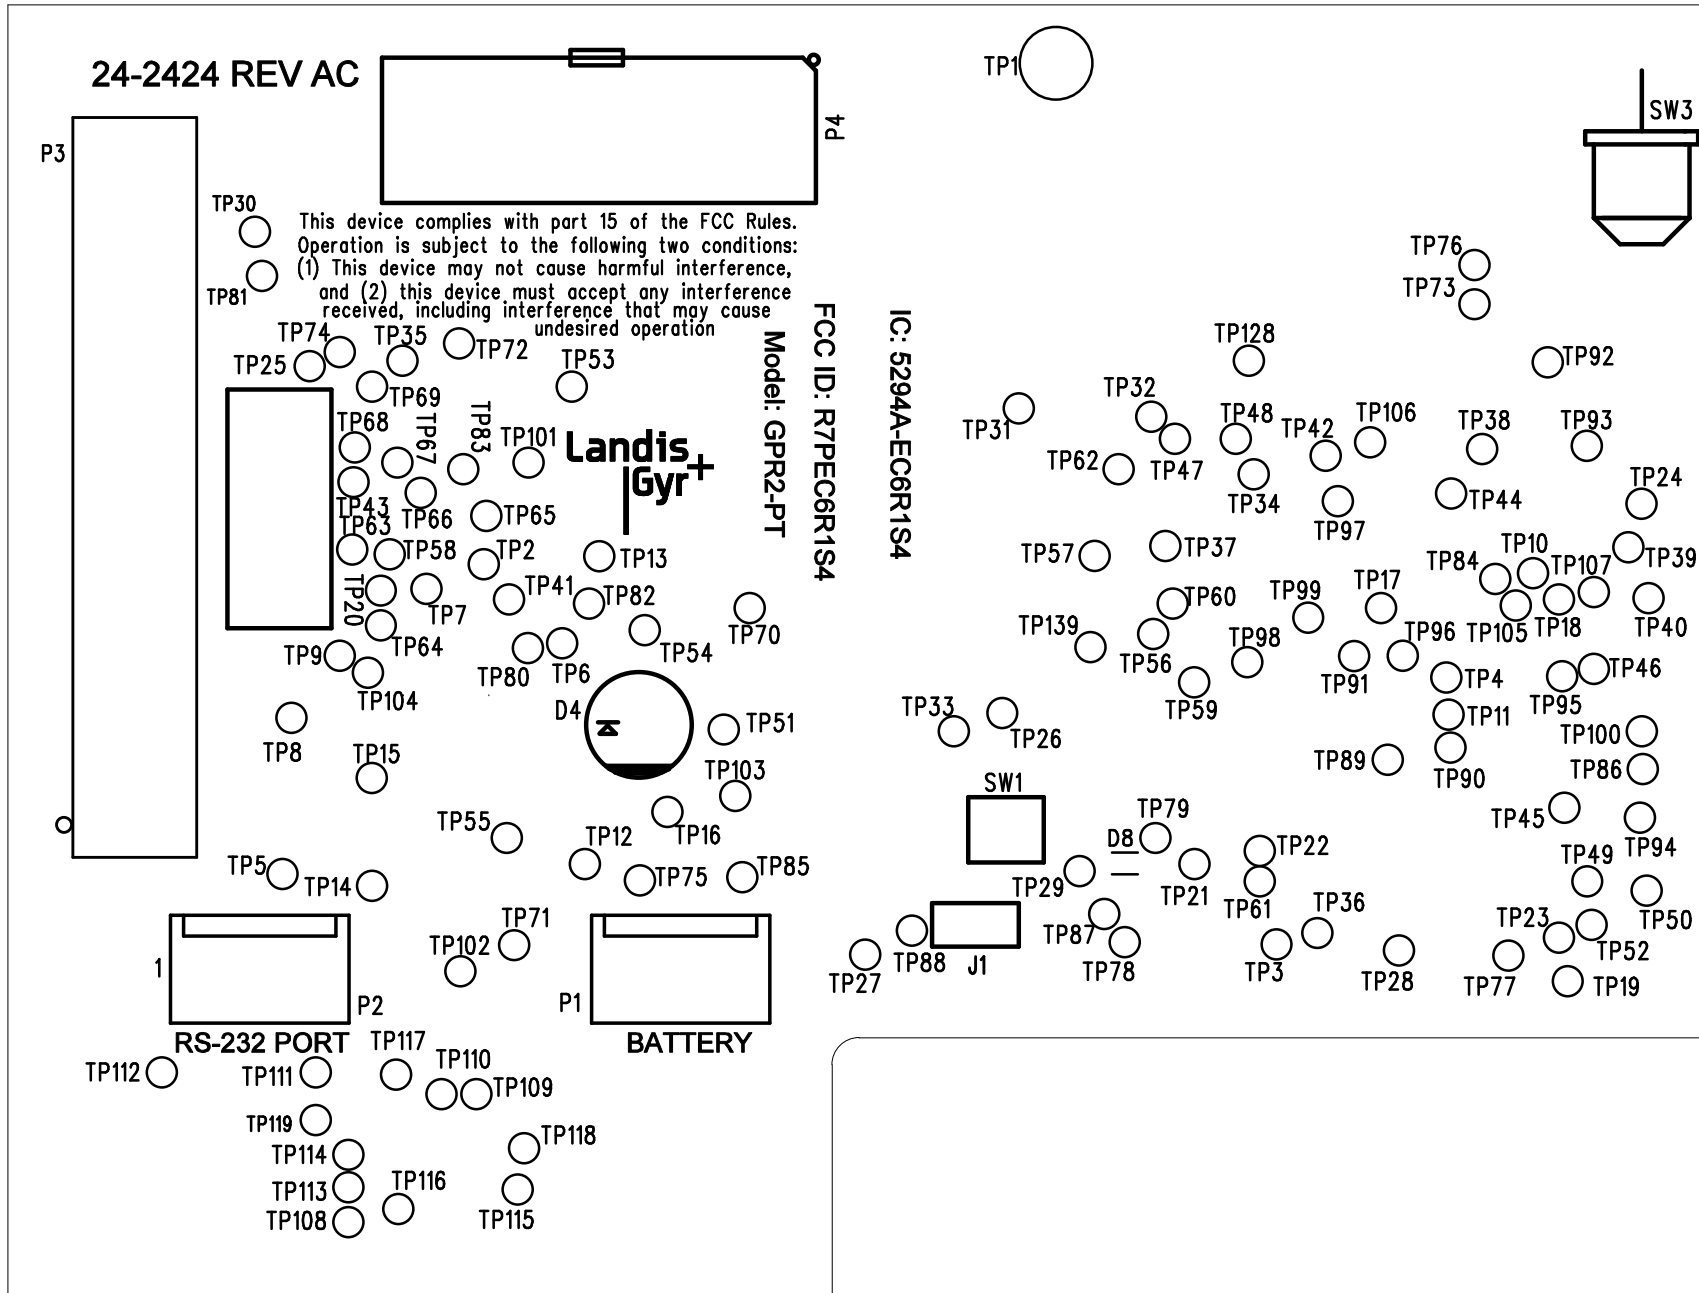 24-2424 REV AC
P3
P4
TP1
SW3
TP30
TP81
This device complies with part 15 of the FCC Rules.
Operation is subject to the following two conditions:
(1) This device may not cause harmful interference,
and (2) this device must accept any interference
received, including interference that may cause
undesired operation
Model: GPR2-PT
FCC ID: R7PEC6R1S4
IC: 5294A-EC6R1S4
TP74
TP25
TP35
TP72
TP53
TP69
TP68
TP67
TP83
TP101
Landis
Gyr+
TP43
TP66
TP65
TP63
TP58
TP2
TP13
TP20
TP7
TP41
TP82
TP70
TP64
TP9
TP104
TP80
TP6
TP54
D4
TP51
TP8
TP15
TP103
TP55
TP12
TP16
TP5
TP14
TP75
TP85
TP71
TP102
1
P2
RS-232 PORT
P1
BATTERY
TP112
TP111
TP117
TP110
TP109
TP119
TP114
TP118
TP113
TP116
TP108
TP115
TP76
TP73
TP128
TP92
TP32
TP31
TP48
TP42
TP106
TP38
TP93
TP62
TP47
TP34
TP97
TP44
TP24
TP57
TP37
TP84
TP10
TP107
TP39
TP60
TP99
TP17
TP105
TP18
TP40
TP139
TP56
TP98
TP91
TP96
TP4
TP46
TP95
TP59
TP33
TP26
TP11
TP100
TP89
TP90
TP86
SW1
TP79
D8
TP22
TP45
TP94
TP29
TP21
TP61
TP49
TP50
TP87
TP36
TP23
TP52
TP27
TP88
J1
TP78
TP3
TP28
TP77
TP19